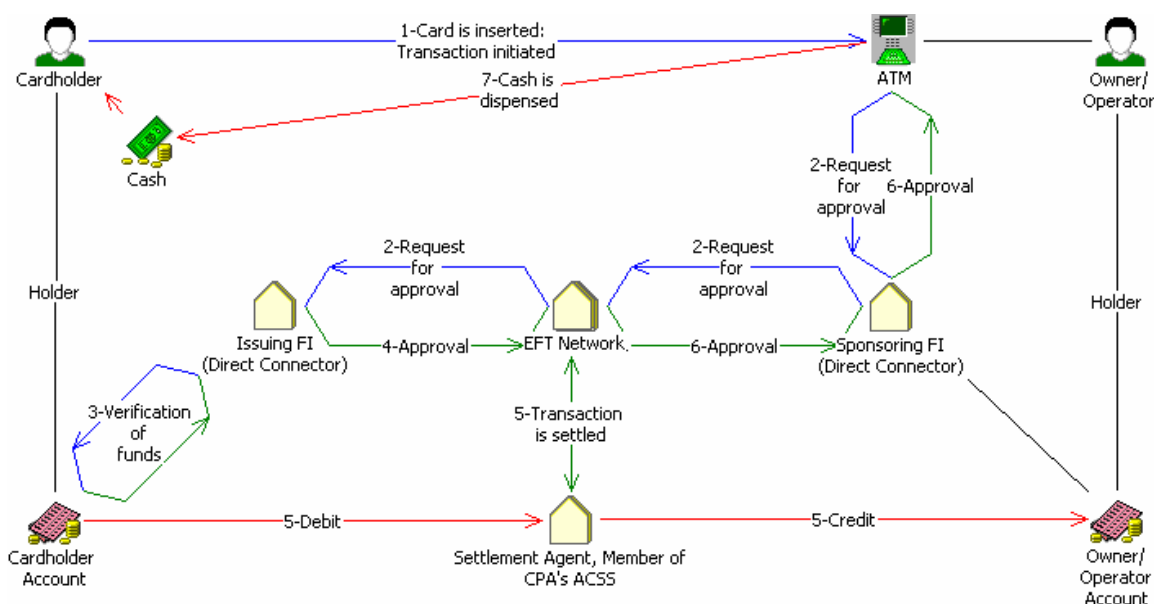 1-Card is inserted:
Transaction initiated
Cardholder
ATM
Owner/
Operator
7-Cash is
dispensed
Cash
2-Request
for
approval
6-Approval
2-Request
for
approval
2-Request
for
approval
Holder
Holder
Issuing FI
(Direct Connector)
4-Approval
EFT Network.
6-Approval
Sponsoring FI
(Direct Connector)
3-Verification
of
funds
5-Transaction
is settled
5-Debit
5-Credit
Cardholder
Account
Settlement Agent, Member of
CPA's ACSS
Owner/
Operator
Account